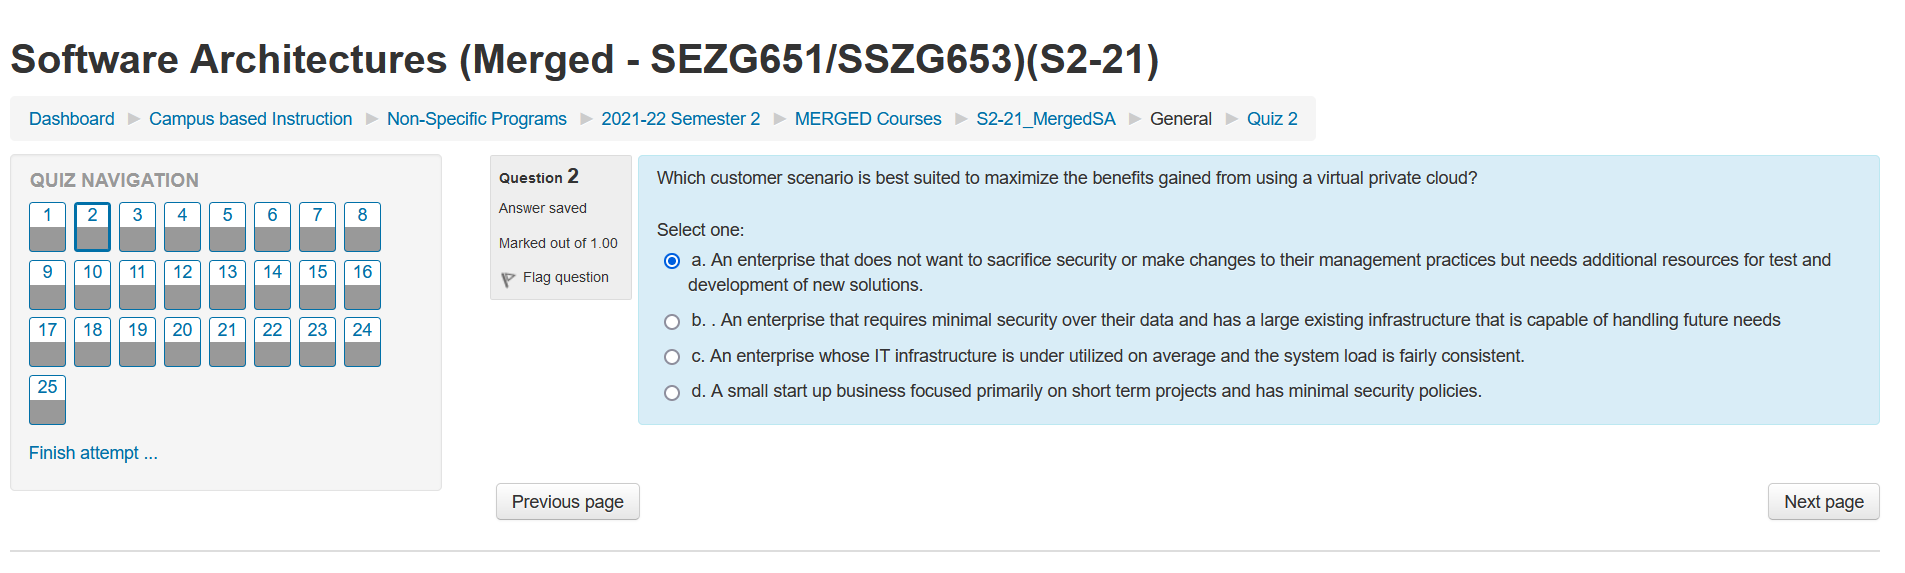 Software Architectures (Merged - SEZG651/SSZG653)(S2-21)
Dashboard Campus based Instruction Non-Specific Programs 2021-22 Semester 2 MERGED Courses S2-21_MergedSA General Quiz 2
QUIZ NAVIGATION
1 2 3 4 5 6 7 8
9 10 11 12 13 14 15 16
17 18 19 20 21 22 23 24
25
Finish attempt ...
Question 2
Answer saved
Marked out of 1.00
Flag question
Which customer scenario is best suited to maximize the benefits gained from using a virtual private cloud?
Select one:
a. An enterprise that does not want to sacrifice security or make changes to their management practices but needs additional resources for test and
development of new solutions.
b. . An enterprise that requires minimal security over their data and has a large existing infrastructure that is capable of handling future needs
c. An enterprise whose IT infrastructure is under utilized on average and the system load is fairly consistent.
d. A small start up business focused primarily on short term projects and has minimal security policies.
Previous page
Next page